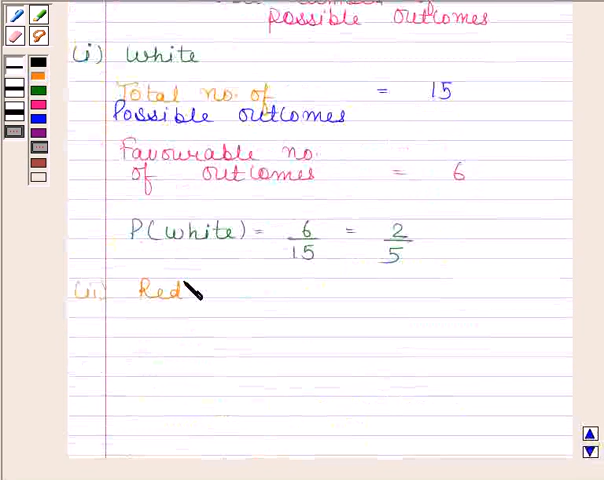 possible outcomes
(i) White
Total no. of = 15
Possible outcomes
Favourable no.
of outcomes = 6
P(White) = 6/15 = 2/5
(ii) Red